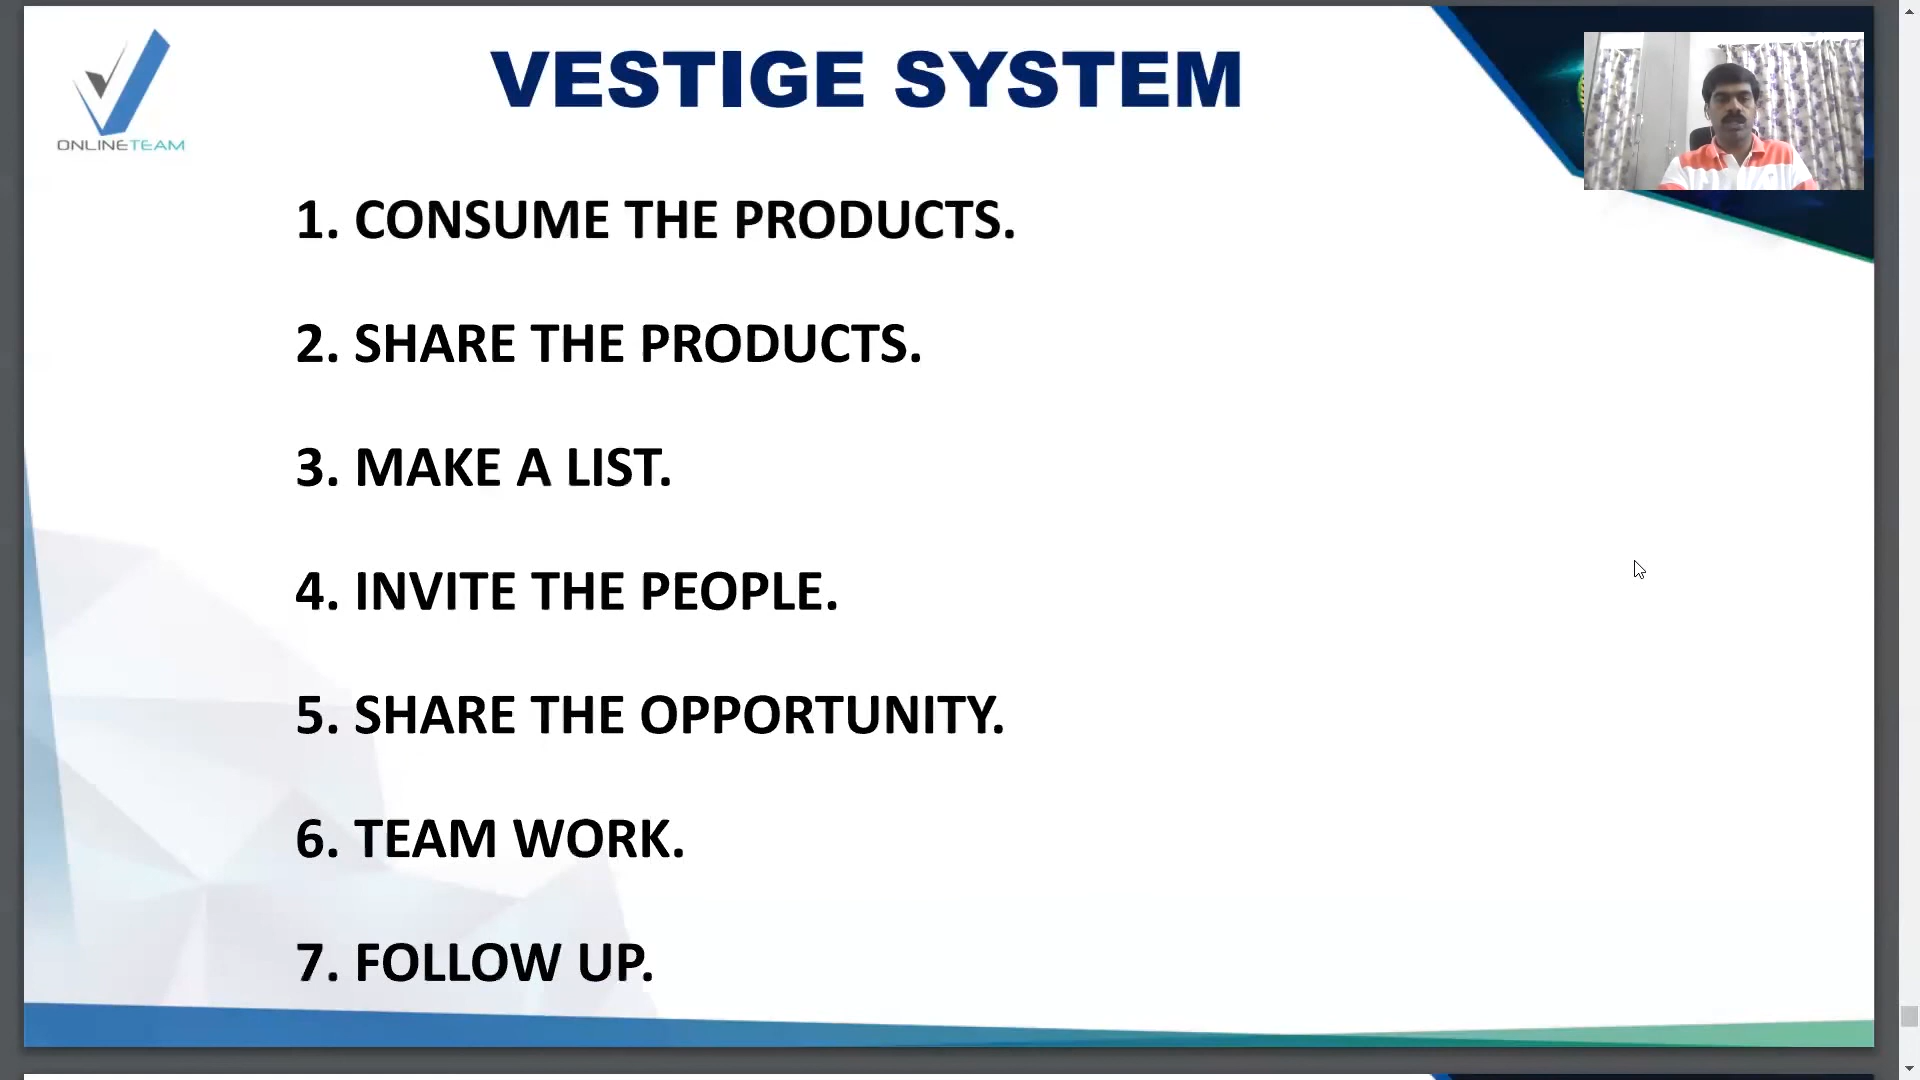 ONLINETEAM
VESTIGE SYSTEM
1. CONSUME THE PRODUCTS.
2. SHARE THE PRODUCTS.
3. MAKE A LIST.
4. INVITE THE PEOPLE.
5. SHARE THE OPPORTUNITY.
6. TEAM WORK.
7. FOLLOW UP.